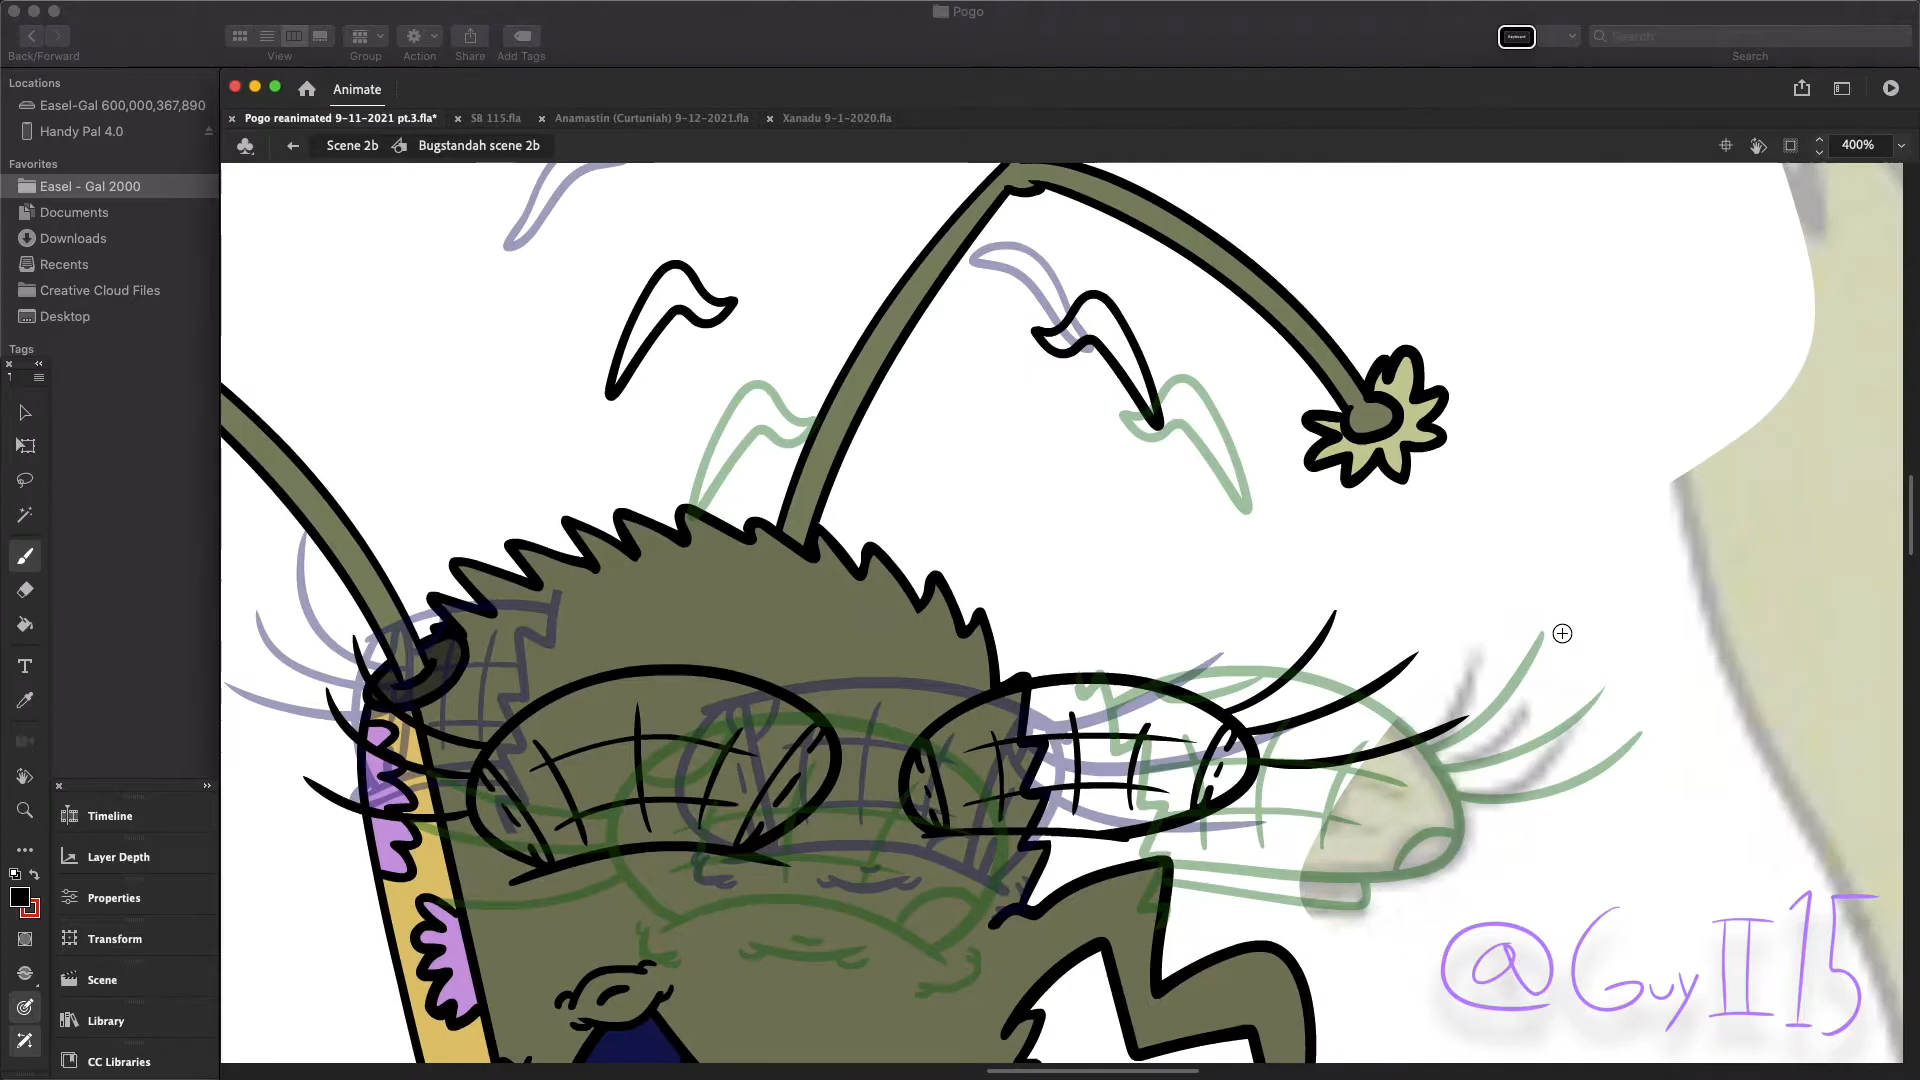 Pogo
Back/Forward
View
Group
Action
Share
Add Tags
Keyboard
Search
Search
Locations
Easel-Gal 600,000,367,890
Handy Pal 4.0
Favorites
Easel - Gal 2000
Documents
Downloads
Recents
Creative Cloud Files
Desktop
Tags
Animate
Pogo reanimated 9-11-2021 pt.3.fla*
SB 115.fla
Anamastin (Curtuniah) 9-12-2021.fla
Xanadu 9-1-2020.fla
Scene 2b
Bugstandah scene 2b
400%
Timeline
Layer Depth
Properties
Transform
Scene
Library
CC Libraries
@GuyII15